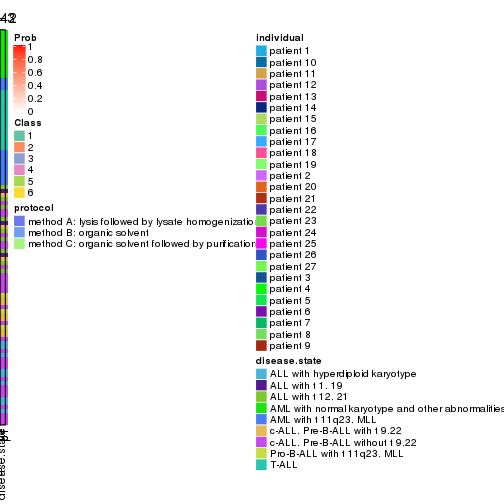 Prob
1
0.8
0.6
0.4
0.2
0
Class
1
2
3
4
5
6
protocol
method A: lysis followed by lysate homogenizatio
method B: organic solvent
method C: organic solvent followed by purification
individual
patient 1
patient 10
patient 11
patient 12
patient 13
patient 14
patient 15
patient 16
patient 17
patient 18
patient 19
patient 2
patient 20
patient 21
patient 22
patient 23
patient 24
patient 25
patient 26
patient 27
patient 3
patient 4
patient 5
patient 6
patient 7
patient 8
patient 9
disease.state
ALL with hyperdiploid karyotype
ALL with t1. 19
ALL with t12. 21
AML with normal karyotype and other abnormalities
AML with t11q23. MLL
c-ALL. Pre-B-ALL with t9.22
c-ALL. Pre-B-ALL without t9.22
Pro-B-ALL with t11q23. MLL
T-ALL
disease.state